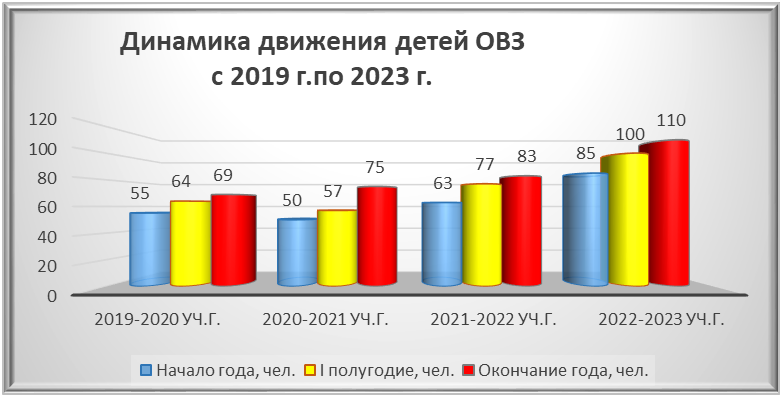 Динамика движения детей ОВЗ
с 2019 г.по 2023 г.
120
100
80
60
40
20
0
55
64
69
50
57
75
63
77
83
85
100
110
2019-2020 УЧ.Г.
2020-2021 УЧ.Г.
2021-2022 УЧ.Г.
2022-2023 УЧ.Г.
Начало года, чел.
I полугодие, чел.
Окончание года, чел.